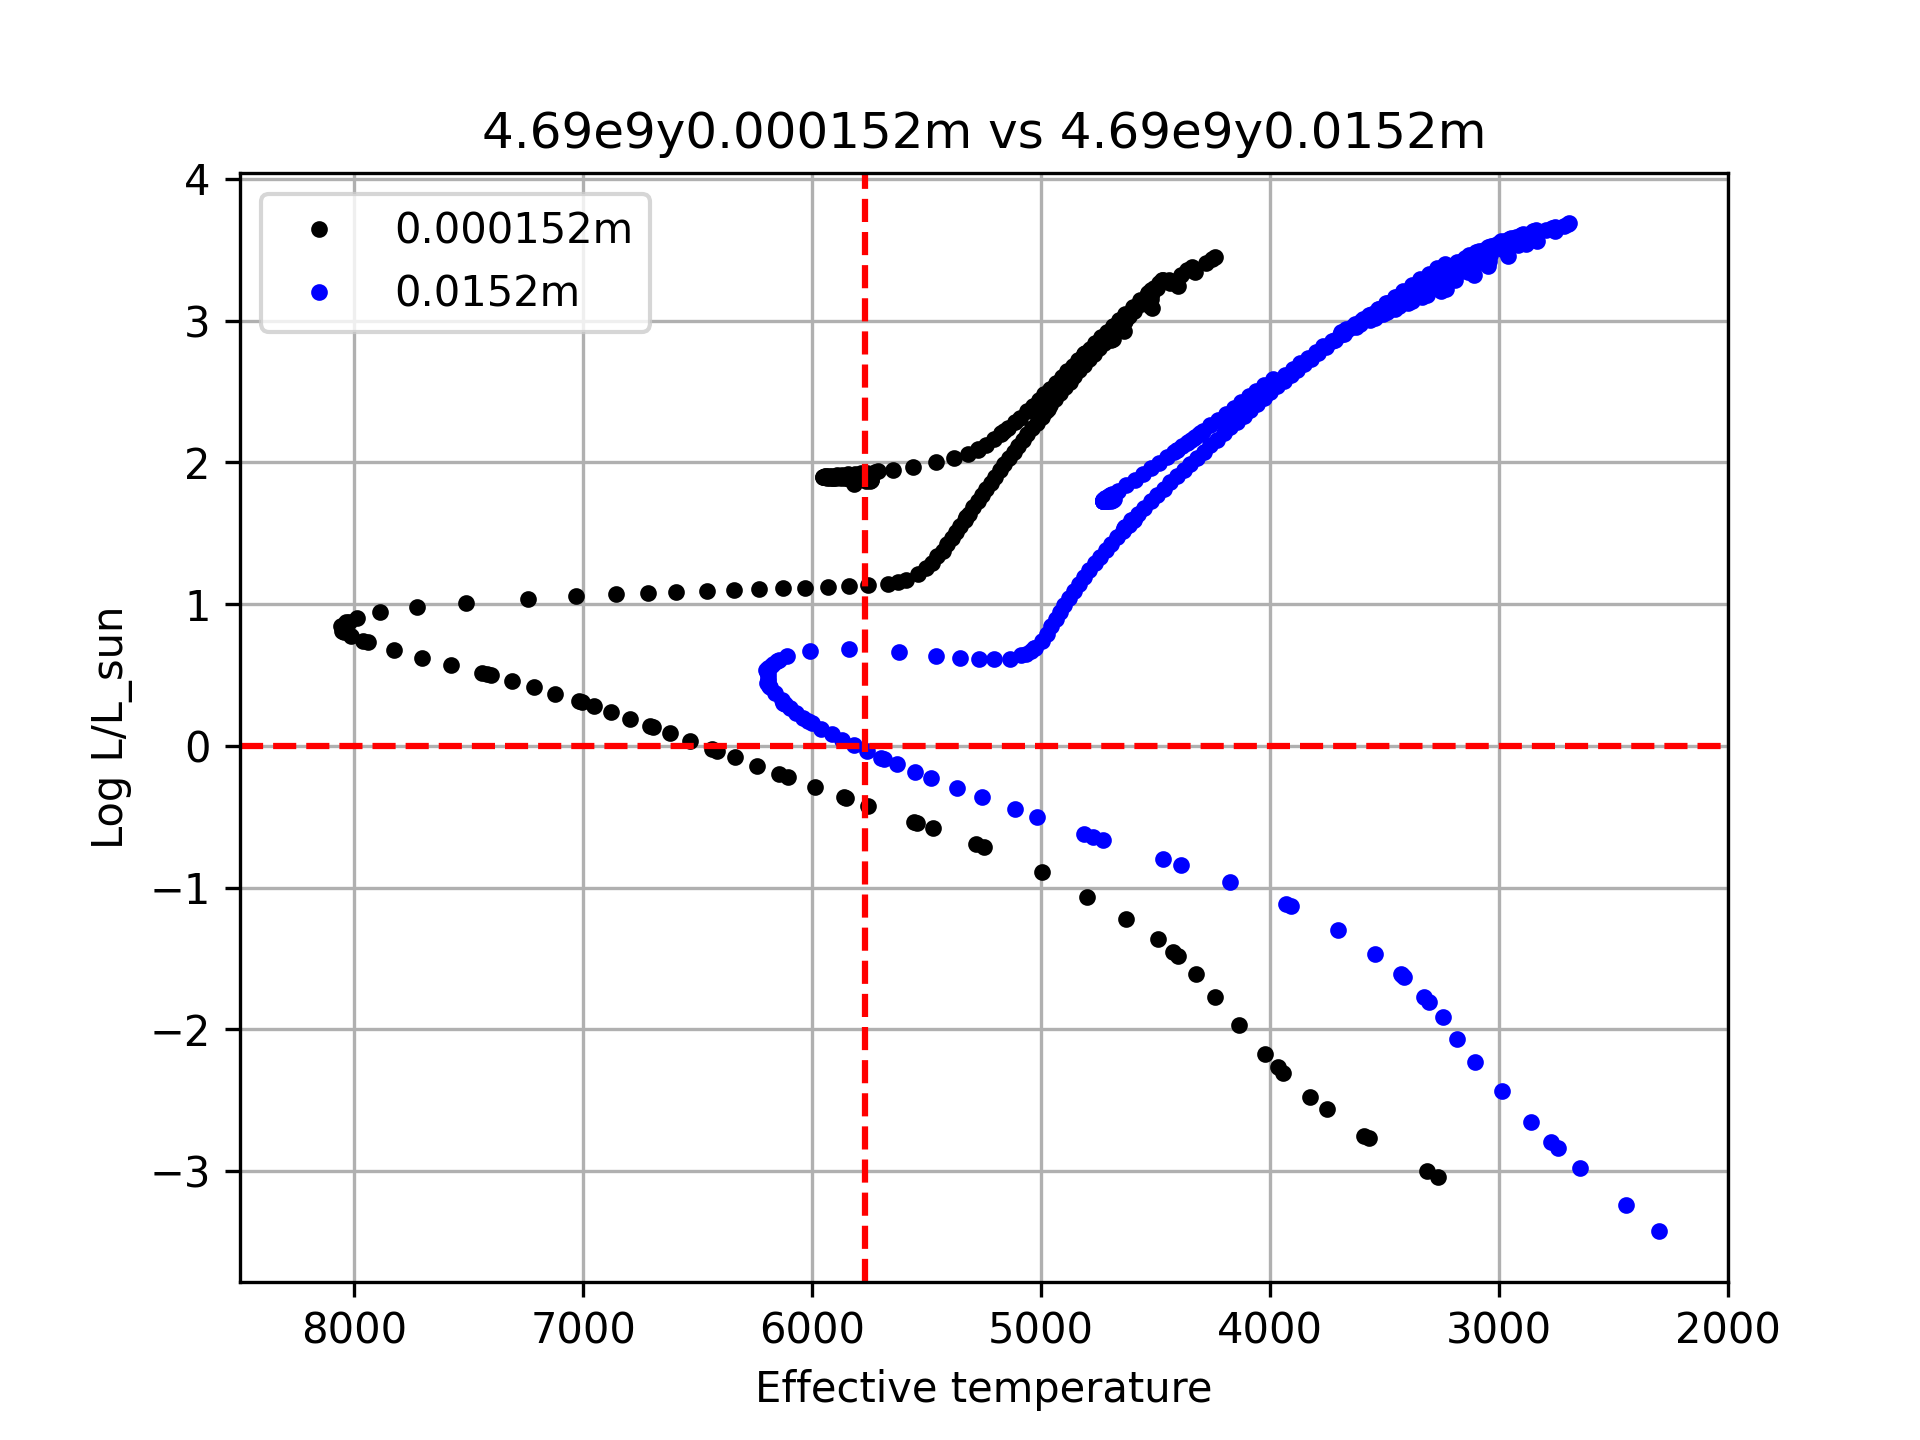 4.69e9y0.000152m vs 4.69e9y0.0152m
0.000152m
0.0152m
4
3
2
1
0
−1
−2
−3
Log L/L_sun
8000 7000 6000 5000 4000 3000 2000
Effective temperature